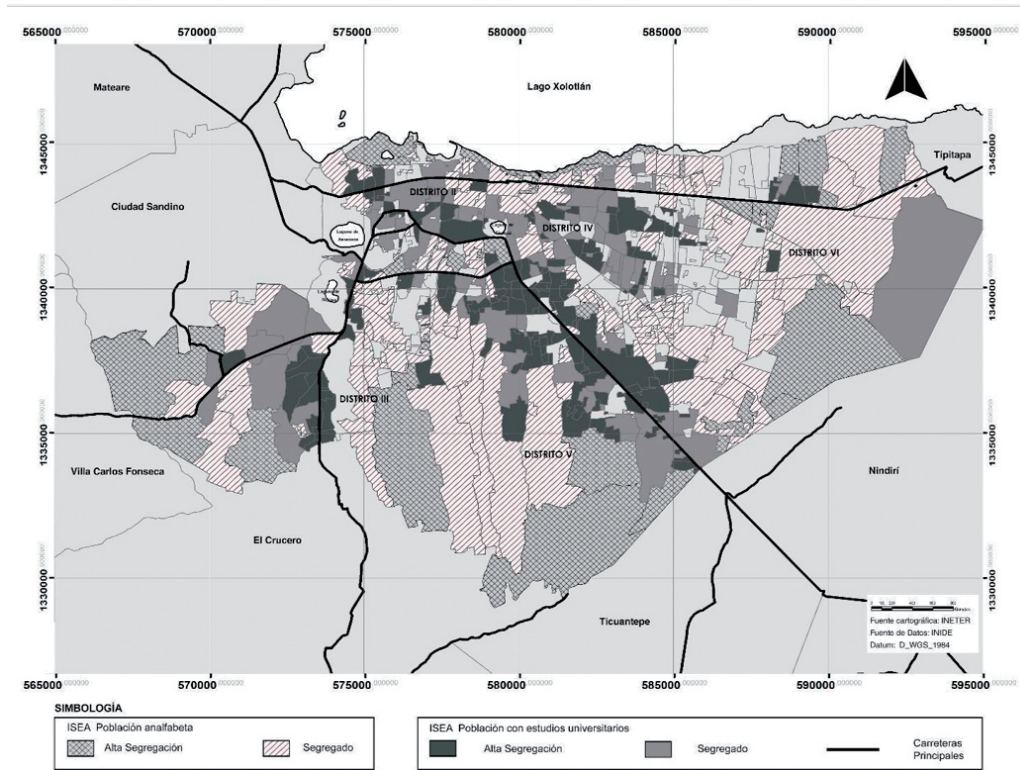 565000 570000 575000 580000 585000 590000 595000
Mateare
Lago Xolotlán
1345000
1345000
Tipitapa
DISTRITO II
Ciudad Sandino
DISTRITO IV
DISTRITO VI
Laguna de
1340000
1340000
DISTRITO III
1335000
1335000
DISTRITO V
Villa Carlos Fonseca
Nindirí
El Crucero
1330000
1330000
Ticuantepe
Fuente cartográfica: INETER
Fuente de Datos: INIDE
Datum: D_WGS_1984
565000 570000 575000 580000 585000 590000 595000
SIMBOLOGÍA
ISEA Población analfabeta
Alta Segregación
Segregado
ISEA Población con estudios universitarios
Alta Segregación
Segregado
Carreteras
Principales